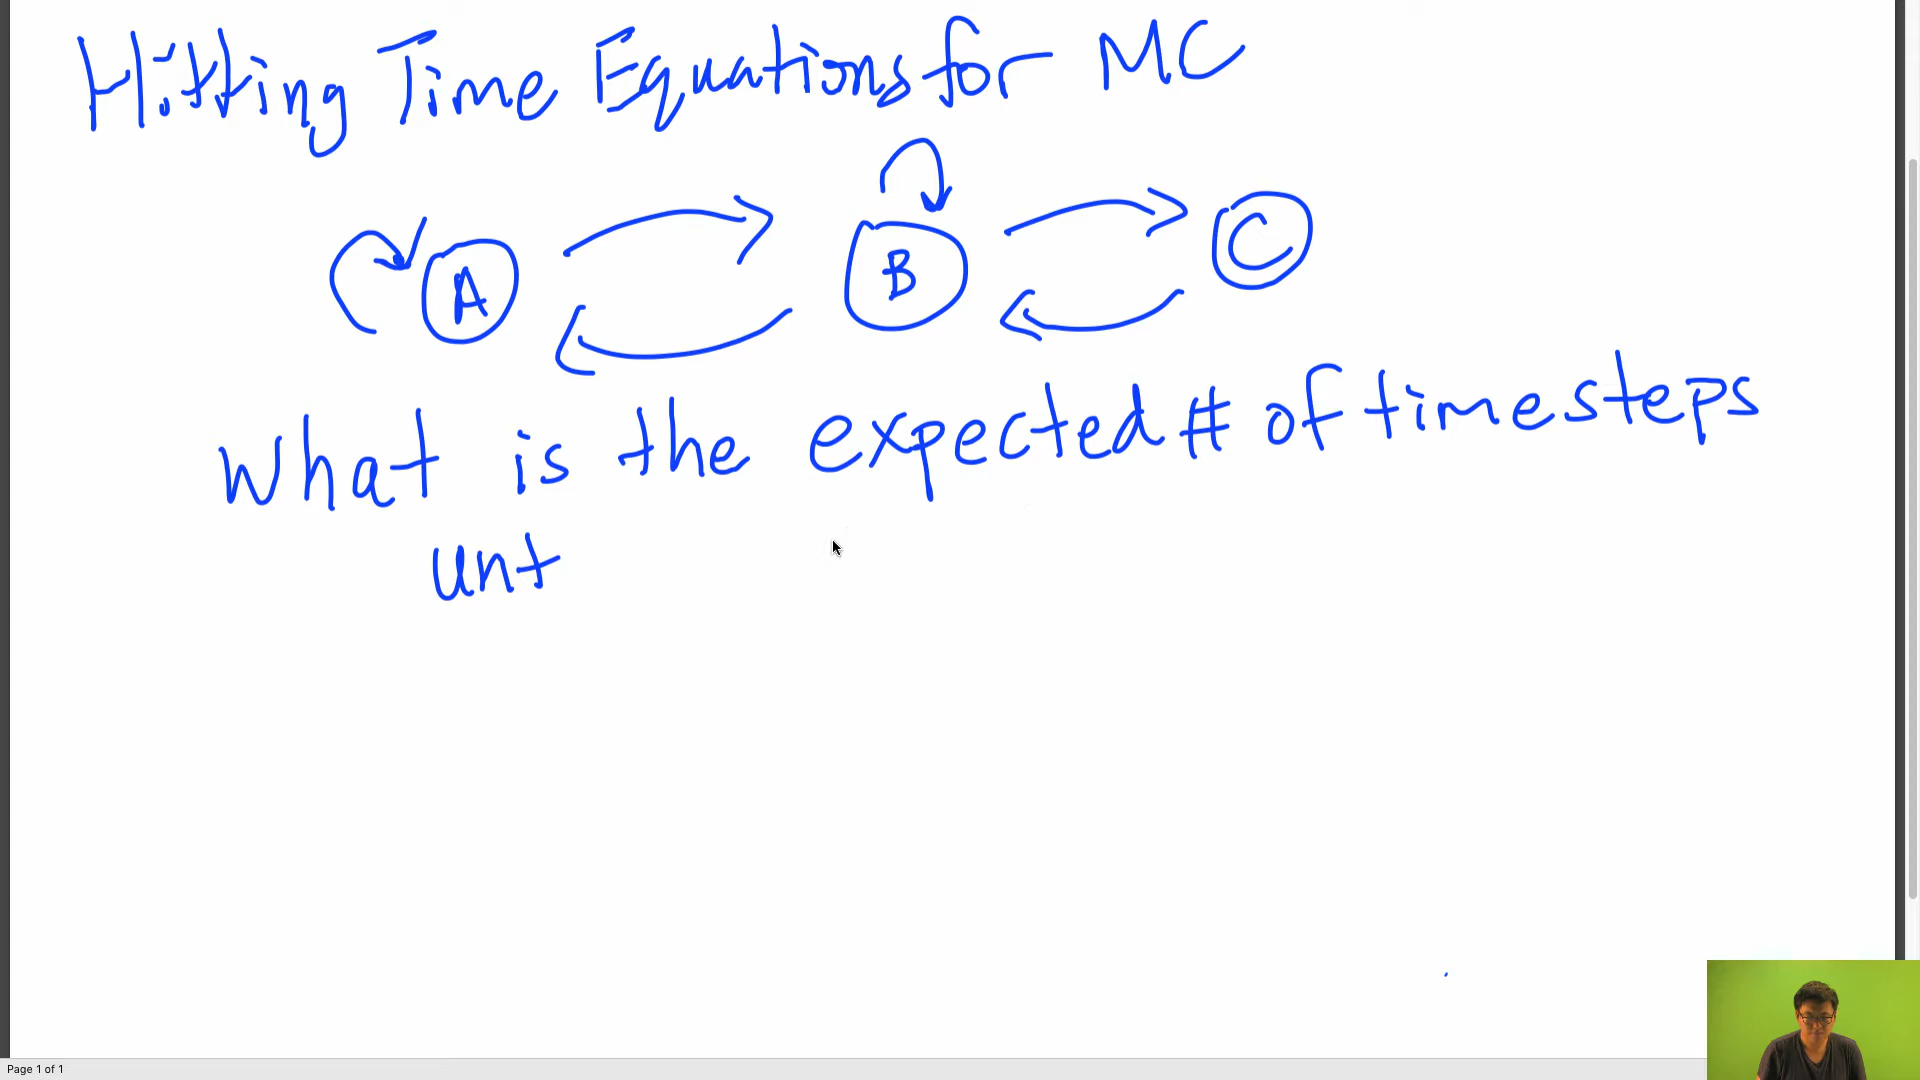 Hitting Time Equations for MC
A B C
What is the expected # of timesteps
unt
Page 1 of 1